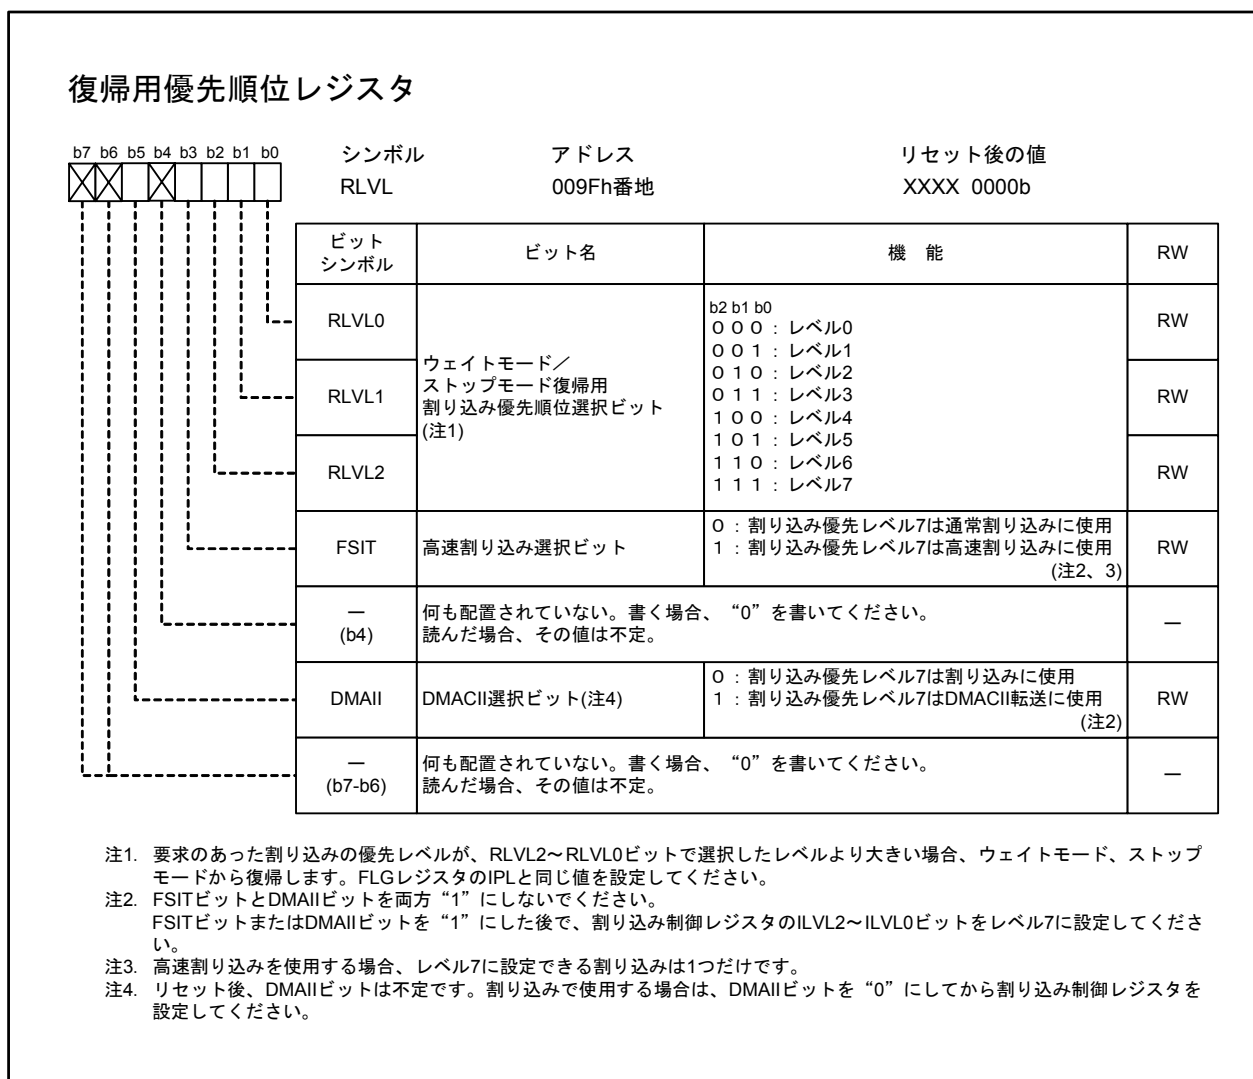 復帰用優先順位レジスタ
b7 b6 b5 b4 b3 b2 b1 b0
シンボル アドレス リセット後の値
RLVL 009Fh番地 XXXX 0000b
ビット
シンボル
ビット名
機 能
RW
RLVL0
RLVL1
RLVL2
ウェイトモード／
ストップモード復帰用
割り込み優先順位選択ビット
(注1)
b2 b1 b0
0 0 0 : レベル0
0 0 1 : レベル1
0 1 0 : レベル2
0 1 1 : レベル3
1 0 0 : レベル4
1 0 1 : レベル5
1 1 0 : レベル6
1 1 1 : レベル7
RW
RW
RW
FSIT
高速割り込み選択ビット
0 : 割り込み優先レベル7は通常割り込みに使用
1 : 割り込み優先レベル7は高速割り込みに使用
(注2、3)
RW
—
(b4)
何も配置されていない。書く場合、“0”を書いてください。
読んだ場合、その値は不定。
—
DMAII
DMACII選択ビット(注4)
0 : 割り込み優先レベル7は割り込みに使用
1 : 割り込み優先レベル7はDMACII転送に使用
(注2)
RW
—
(b7-b6)
何も配置されていない。書く場合、“0”を書いてください。
読んだ場合、その値は不定。
—
注1. 要求のあった割り込みの優先レベルが、RLVL2～RLVL0ビットで選択したレベルより大きい場合、ウェイトモード、ストップ
モードから復帰します。FLGレジスタのIPLと同じ値を設定してください。
注2. FSITビットとDMAIIビットを両方“1”にしないでください。
FSITビットまたはDMAIIビットを“1”にした後で、割り込み制御レジスタのILVL2～ILVL0ビットをレベル7に設定してくださ
い。
注3. 高速割り込みを使用する場合、レベル7に設定できる割り込みは1つだけです。
注4. リセット後、DMAIIビットは不定です。割り込みで使用する場合は、DMAIIビットを“0”にしてから割り込み制御レジスタを
設定してください。